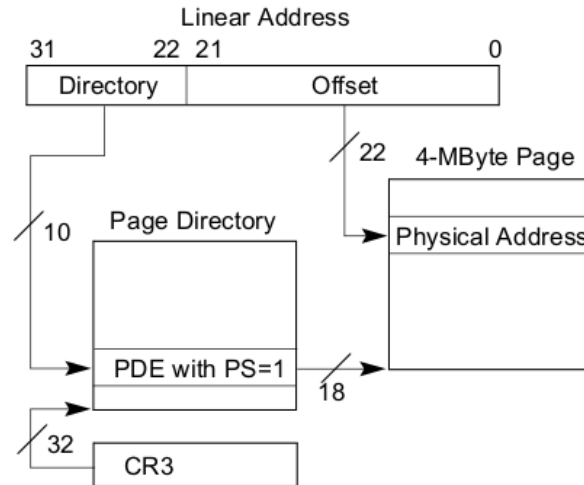 Linear Address
31 22 21 0
Directory Offset
22 4-MByte Page
10 Page Directory
Physical Address
PDE with PS=1
18
32
CR3